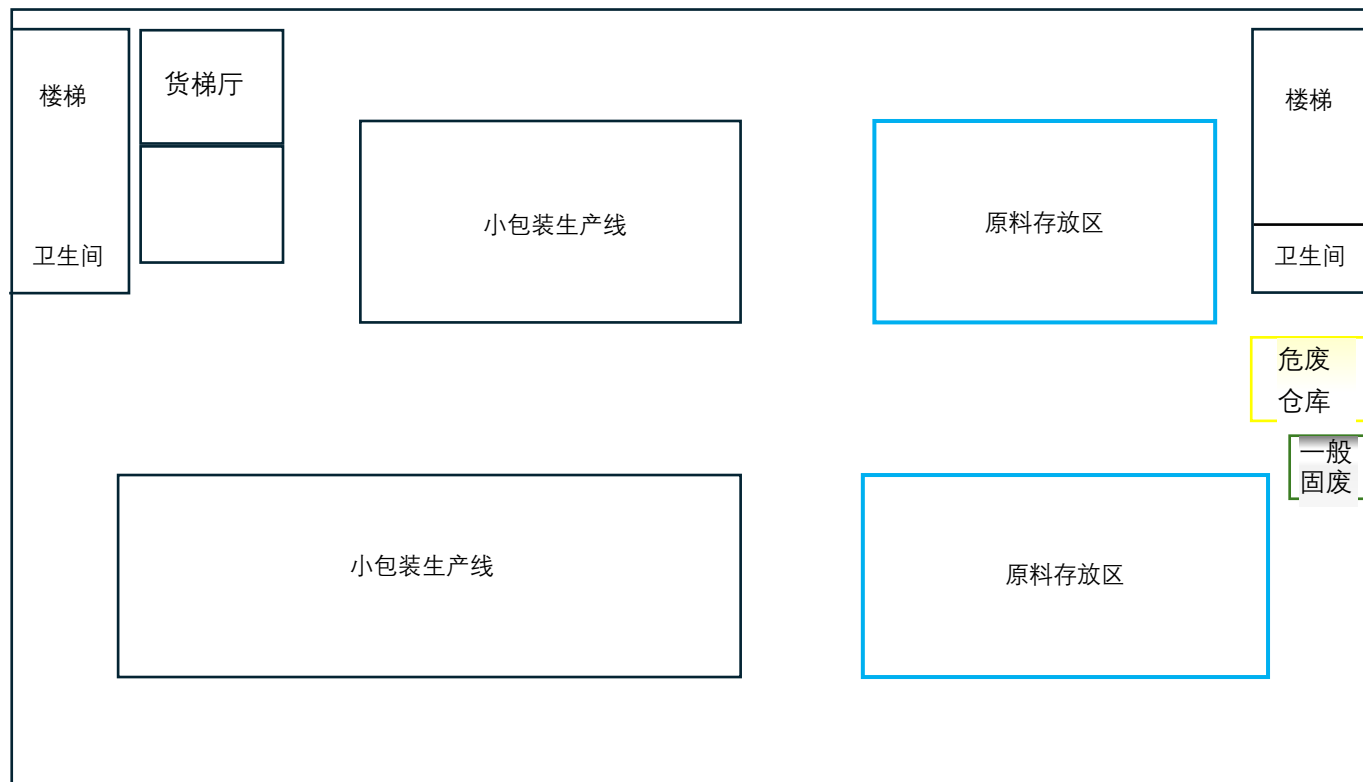 楼梯
货梯厅
楼梯
小包装生产线
原料存放区
卫生间
卫生间
危废
仓库
一般
固废
小包装生产线
原料存放区